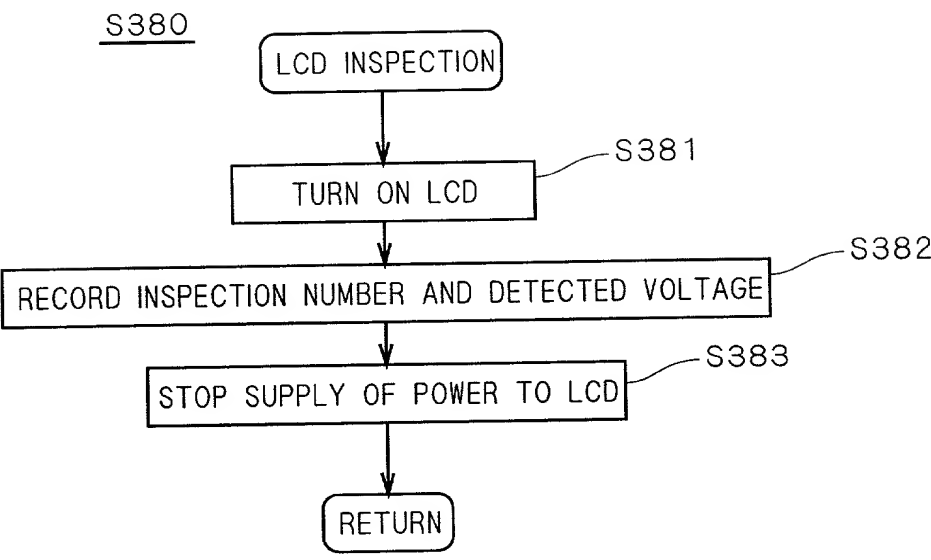 S380
LCD INSPECTION
S381
TURN ON LCD
S382
RECORD INSPECTION NUMBER AND DETECTED VOLTAGE
S383
STOP SUPPLY OF POWER TO LCD
RETURN